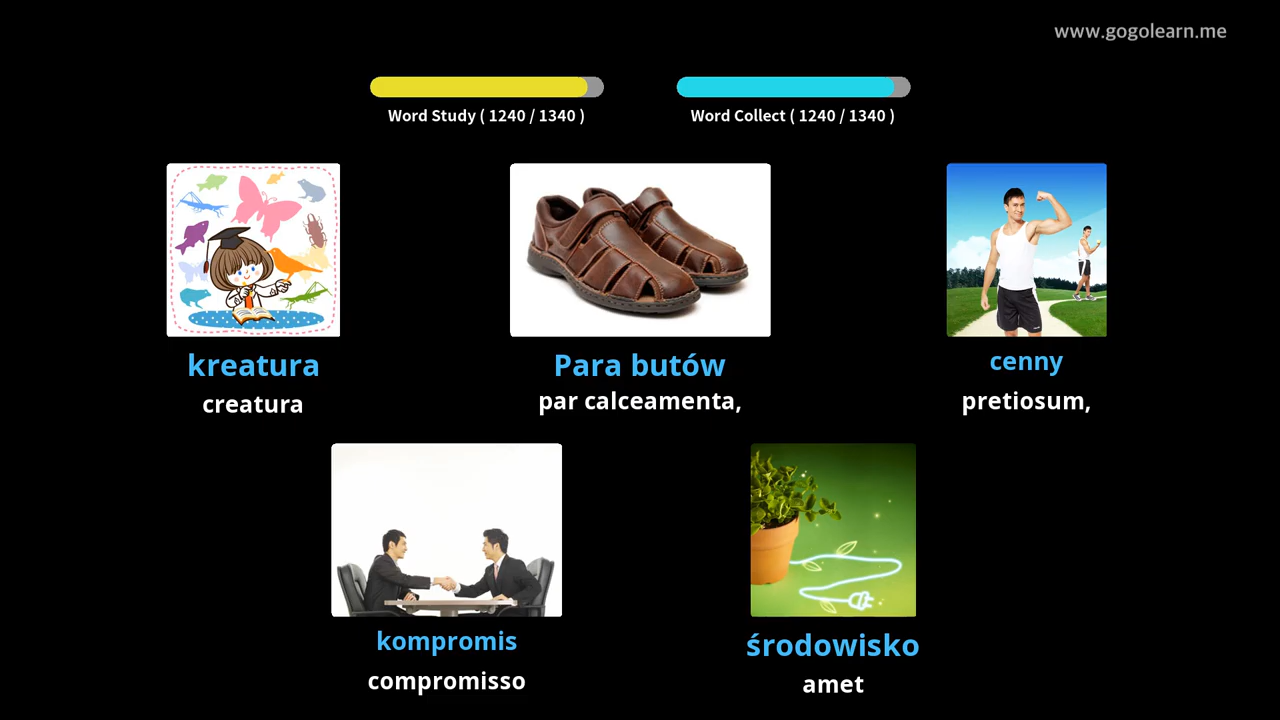 www.gogolearn.me
Word Study ( 1240 / 1340 )
Word Collect ( 1240 / 1340 )
kreatura
creatura
Para butów
par calceamenta,
cenny
pretiosum,
kompromis
compromisso
środowisko
amet